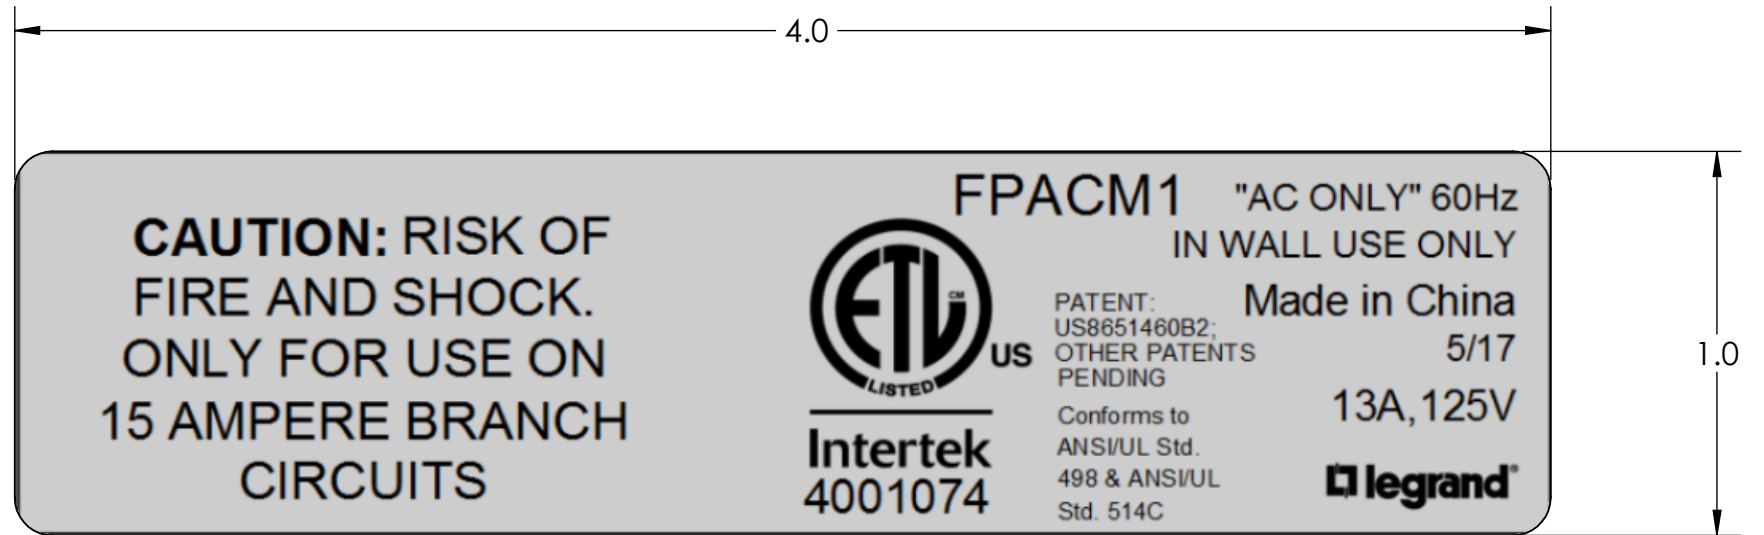 4.0
CAUTION: RISK OF
FIRE AND SHOCK.
ONLY FOR USE ON
15 AMPERE BRANCH
CIRCUITS
ETL
CM
LISTED
US
Intertek
4001074
FPACM1
"AC ONLY" 60Hz
IN WALL USE ONLY
Made in China
5/17
13A,125V
PATENT:
US8651460B2;
OTHER PATENTS
PENDING
Conforms to
ANSI/UL Std.
498 & ANSI/UL
Std. 514C
legrand®
1.0